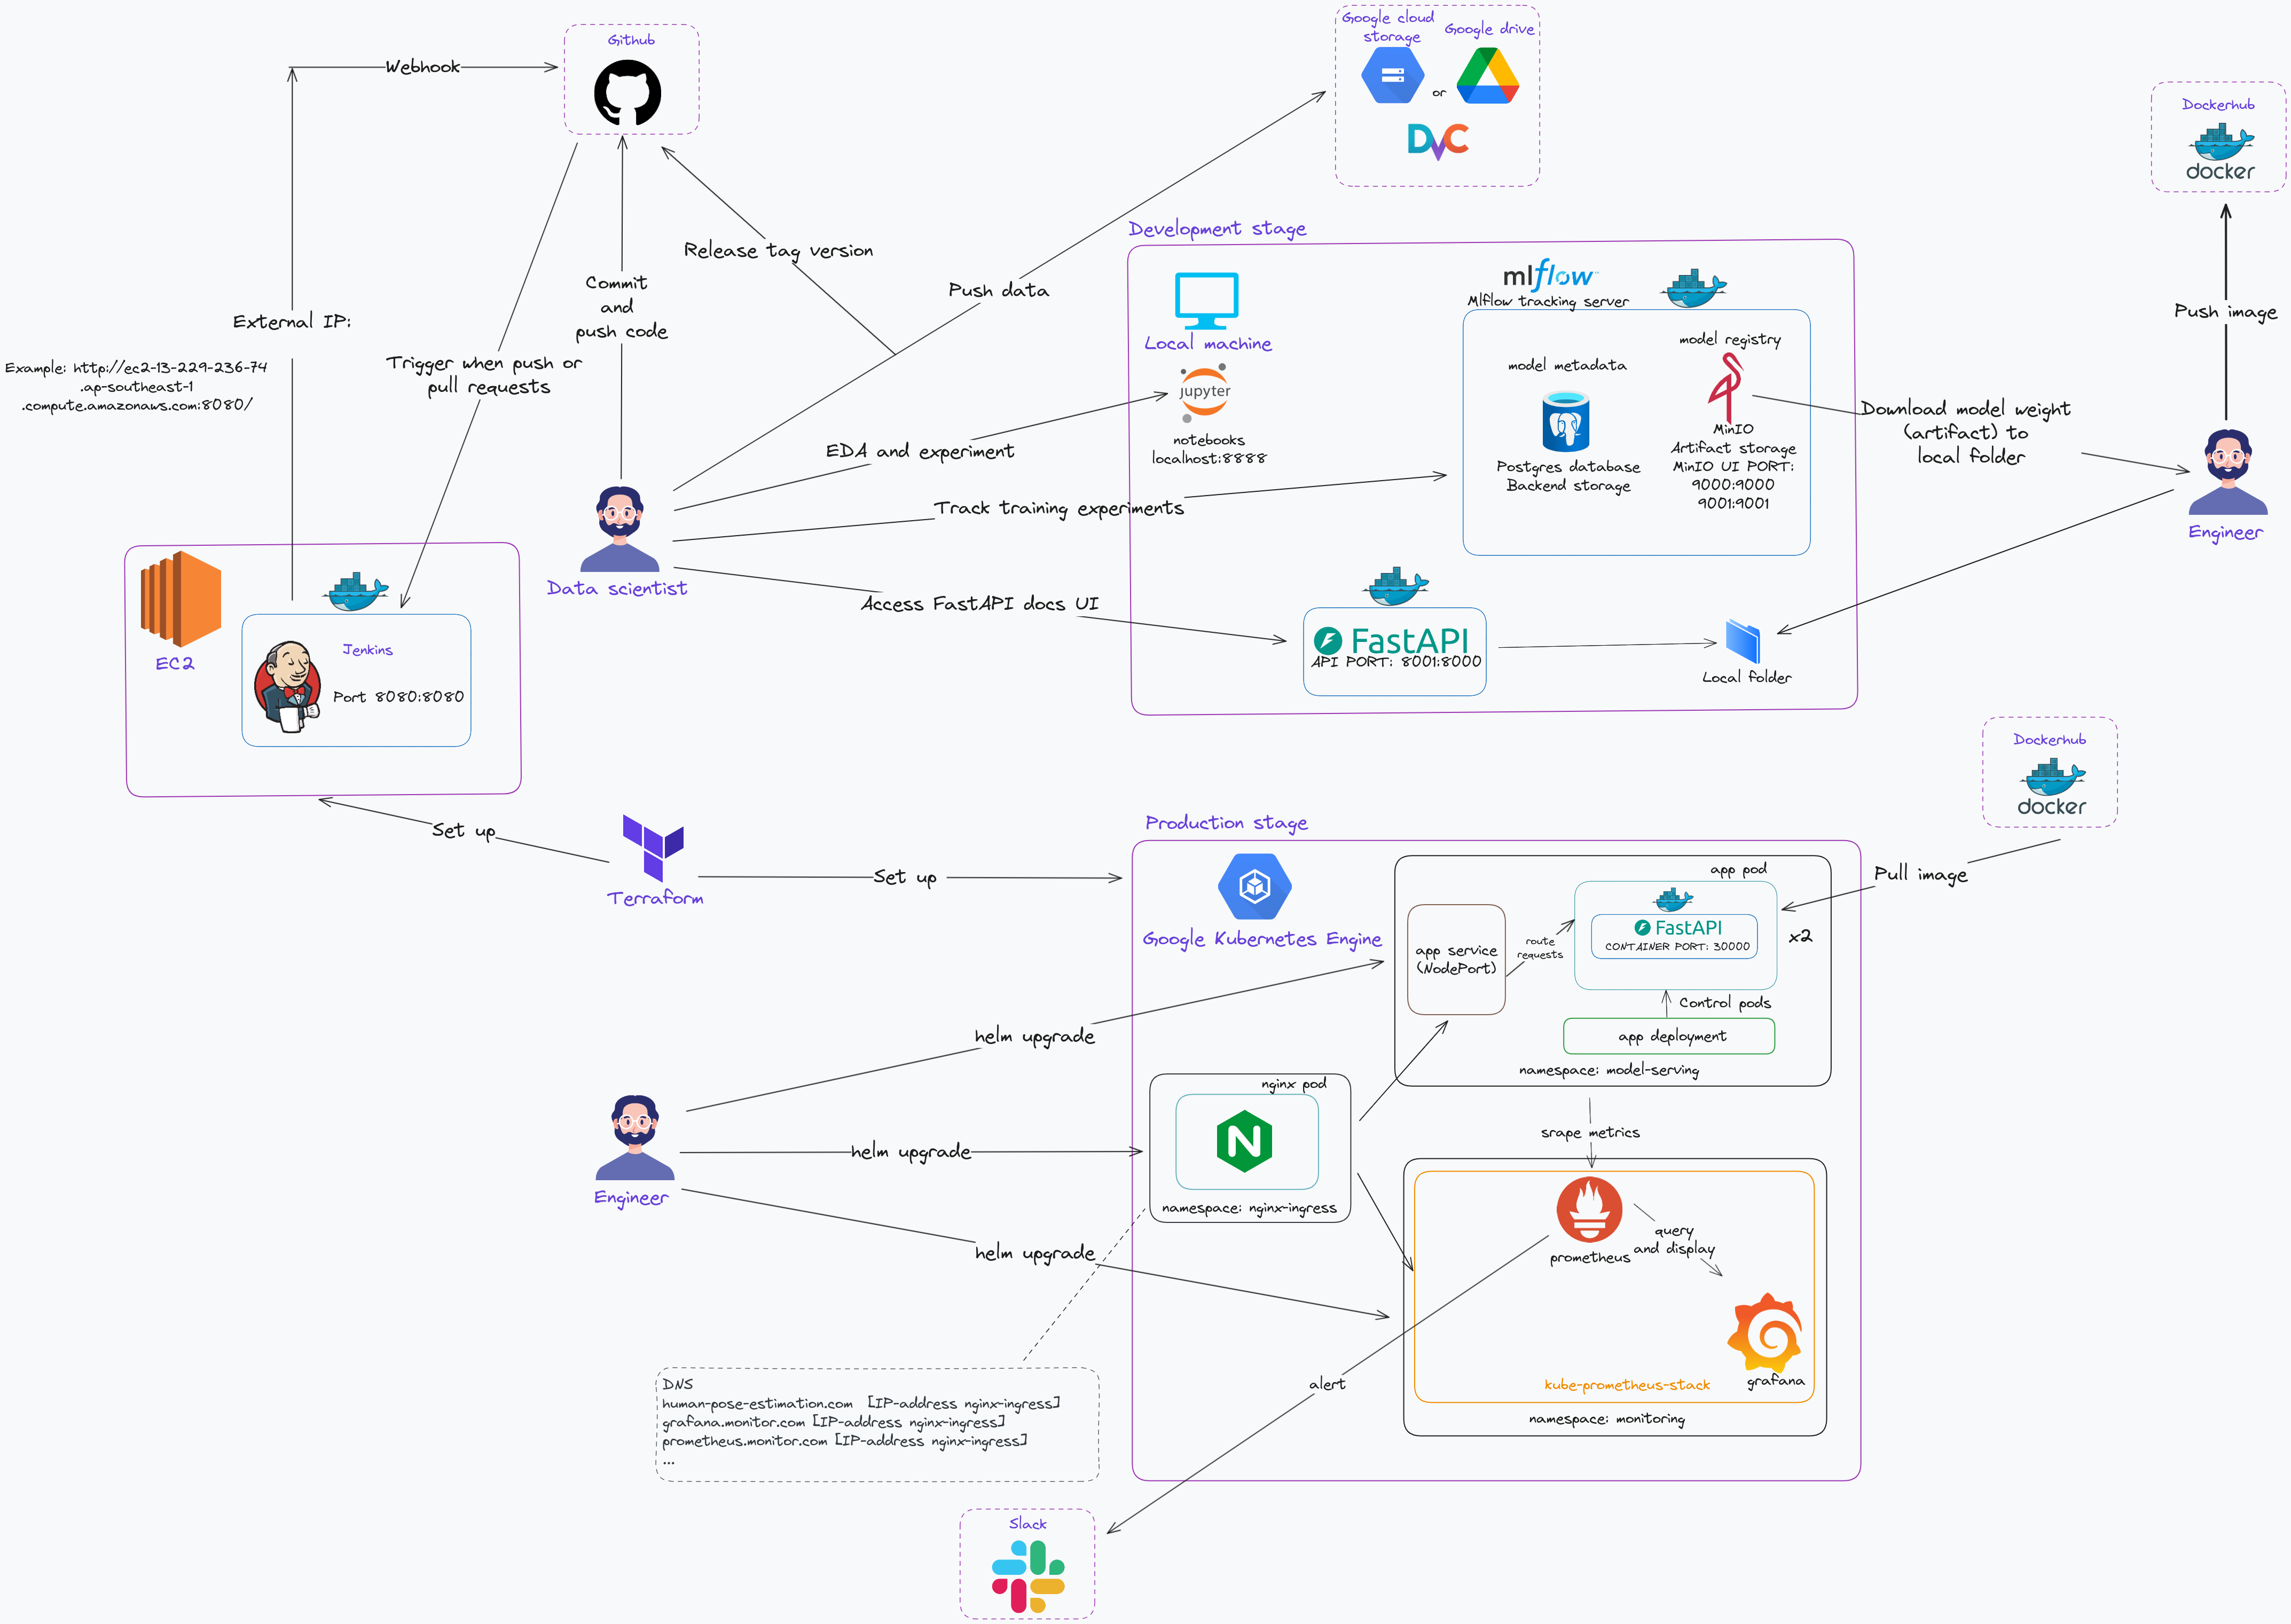 Github
Webhook
Google cloud
storage
Google drive
or
DVC
Dockerhub
docker
Push image
Engineer
External IP:
Example: http://ec2-13-229-236-74
.ap-southeast-1
.compute.amazonaws.com:8080/
Trigger when push or
pull requests
Commit
and
push code
Release tag version
Push data
EDA and experiment
Track training experiments
Access FastAPI docs UI
Data scientist
Development stage
Local machine
jupyter
notebooks
localhost:8888
mlflow
Mlflow tracking server
model metadata
Postgres database
Backend storage
model registry
MinIO
Artifact storage
MinIO UI PORT:
9000:9000
9001:9001
Download model weight
(artifact) to
local folder
FastAPI
API PORT: 8001:8000
Local folder
EC2
Jenkins
Port 8080:8080
Set up
Terraform
Set up
Dockerhub
docker
Pull image
Production stage
Google Kubernetes Engine
app service
(NodePort)
route
requests
app pod
FastAPI
CONTAINER PORT: 30000
x2
Control pods
app deployment
namespace: model-serving
helm upgrade
helm upgrade
helm upgrade
Engineer
nginx pod
N
namespace: nginx-ingress
srape metrics
prometheus
query
and display
grafana
kube-prometheus-stack
namespace: monitoring
alert
DNS
human-pose-estimation.com [IP-address nginx-ingress]
grafana.monitor.com [IP-address nginx-ingress]
prometheus.monitor.com [IP-address nginx-ingress]
...
Slack